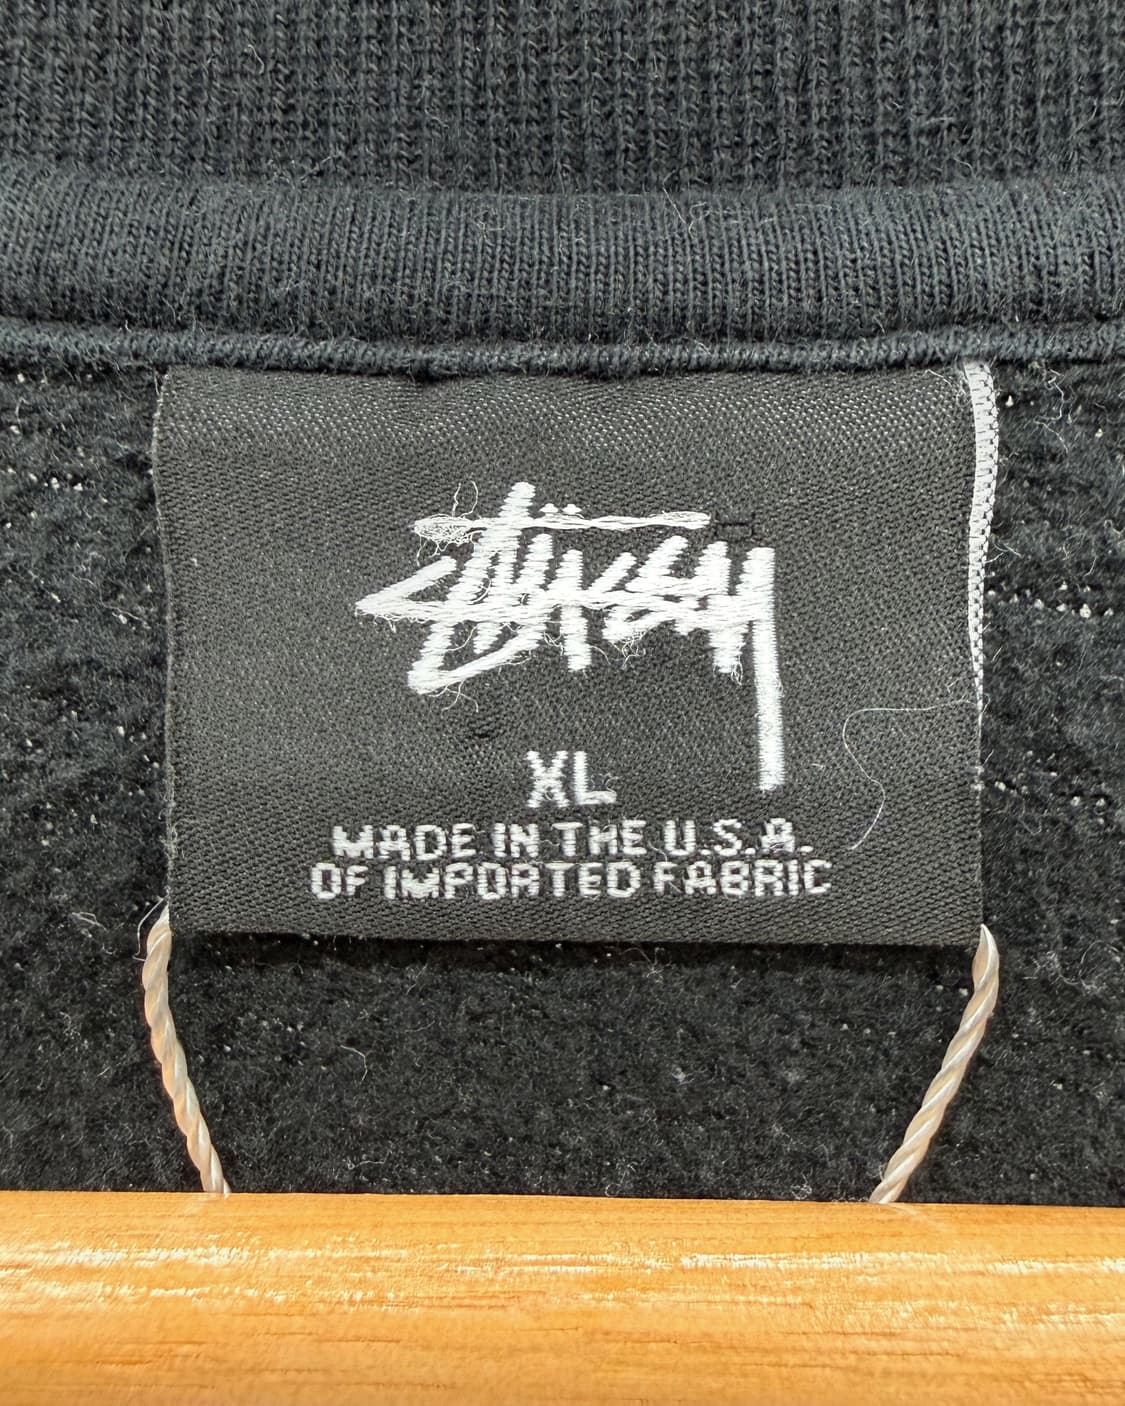 Stüssy
XL
MADE IN THE U.S.A.
OF IMPORTED FABRIC